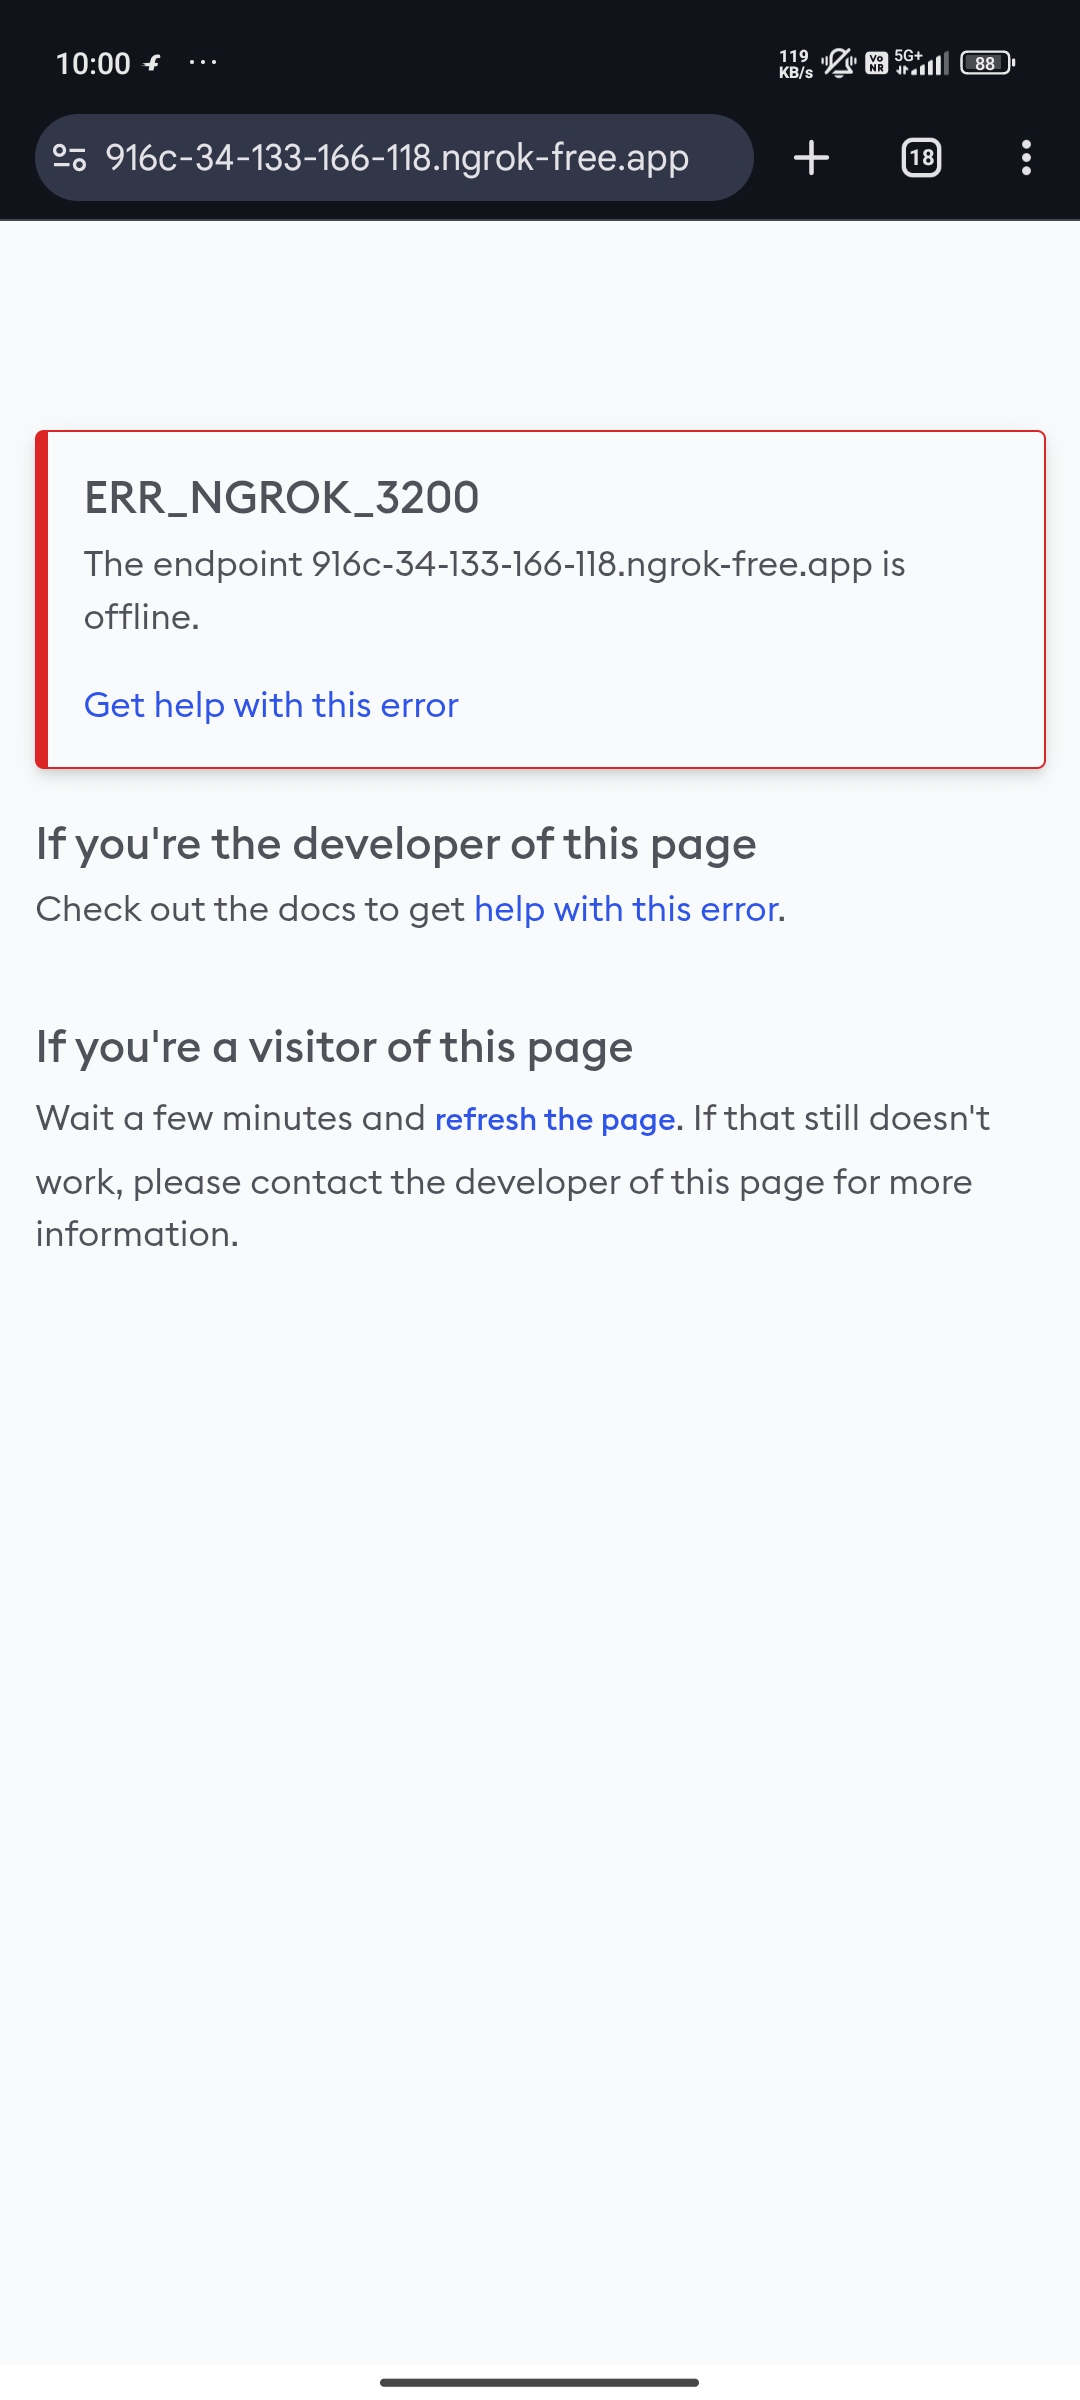 10:00
119 KB/s
Vo NR
5G+
88
916c-34-133-166-118.ngrok-free.app
18
ERR_NGROK_3200
The endpoint 916c-34-133-166-118.ngrok-free.app is
offline.
Get help with this error
If you're the developer of this page
Check out the docs to get help with this error.
If you're a visitor of this page
Wait a few minutes and refresh the page. If that still doesn't
work, please contact the developer of this page for more
information.